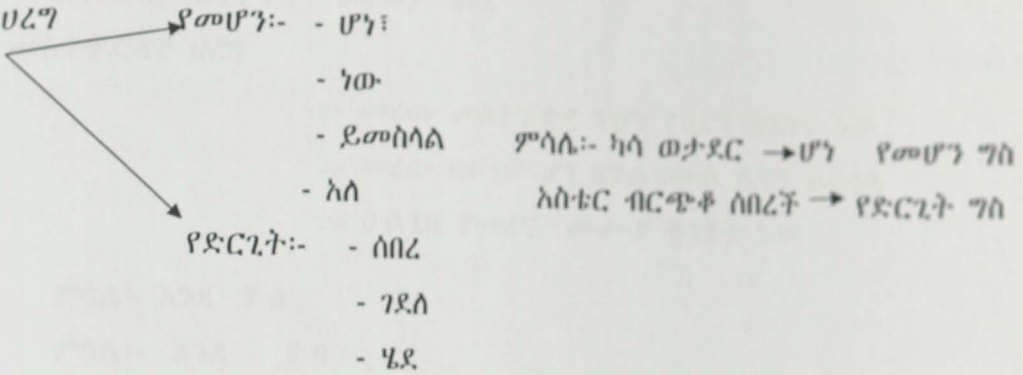 ሀረግ የመሆን፡- - ሆነ፤
- ነው
- ይመስላል ምሳሌ፡- ካሳ ወታደር →ሆነ የመሆን ግስ
- አለ አስቴር ብርጭቆ ሰበረች → የድርጊት ግስ
የድርጊት፡- - ሰበረ
- ገደለ
- ሄደ